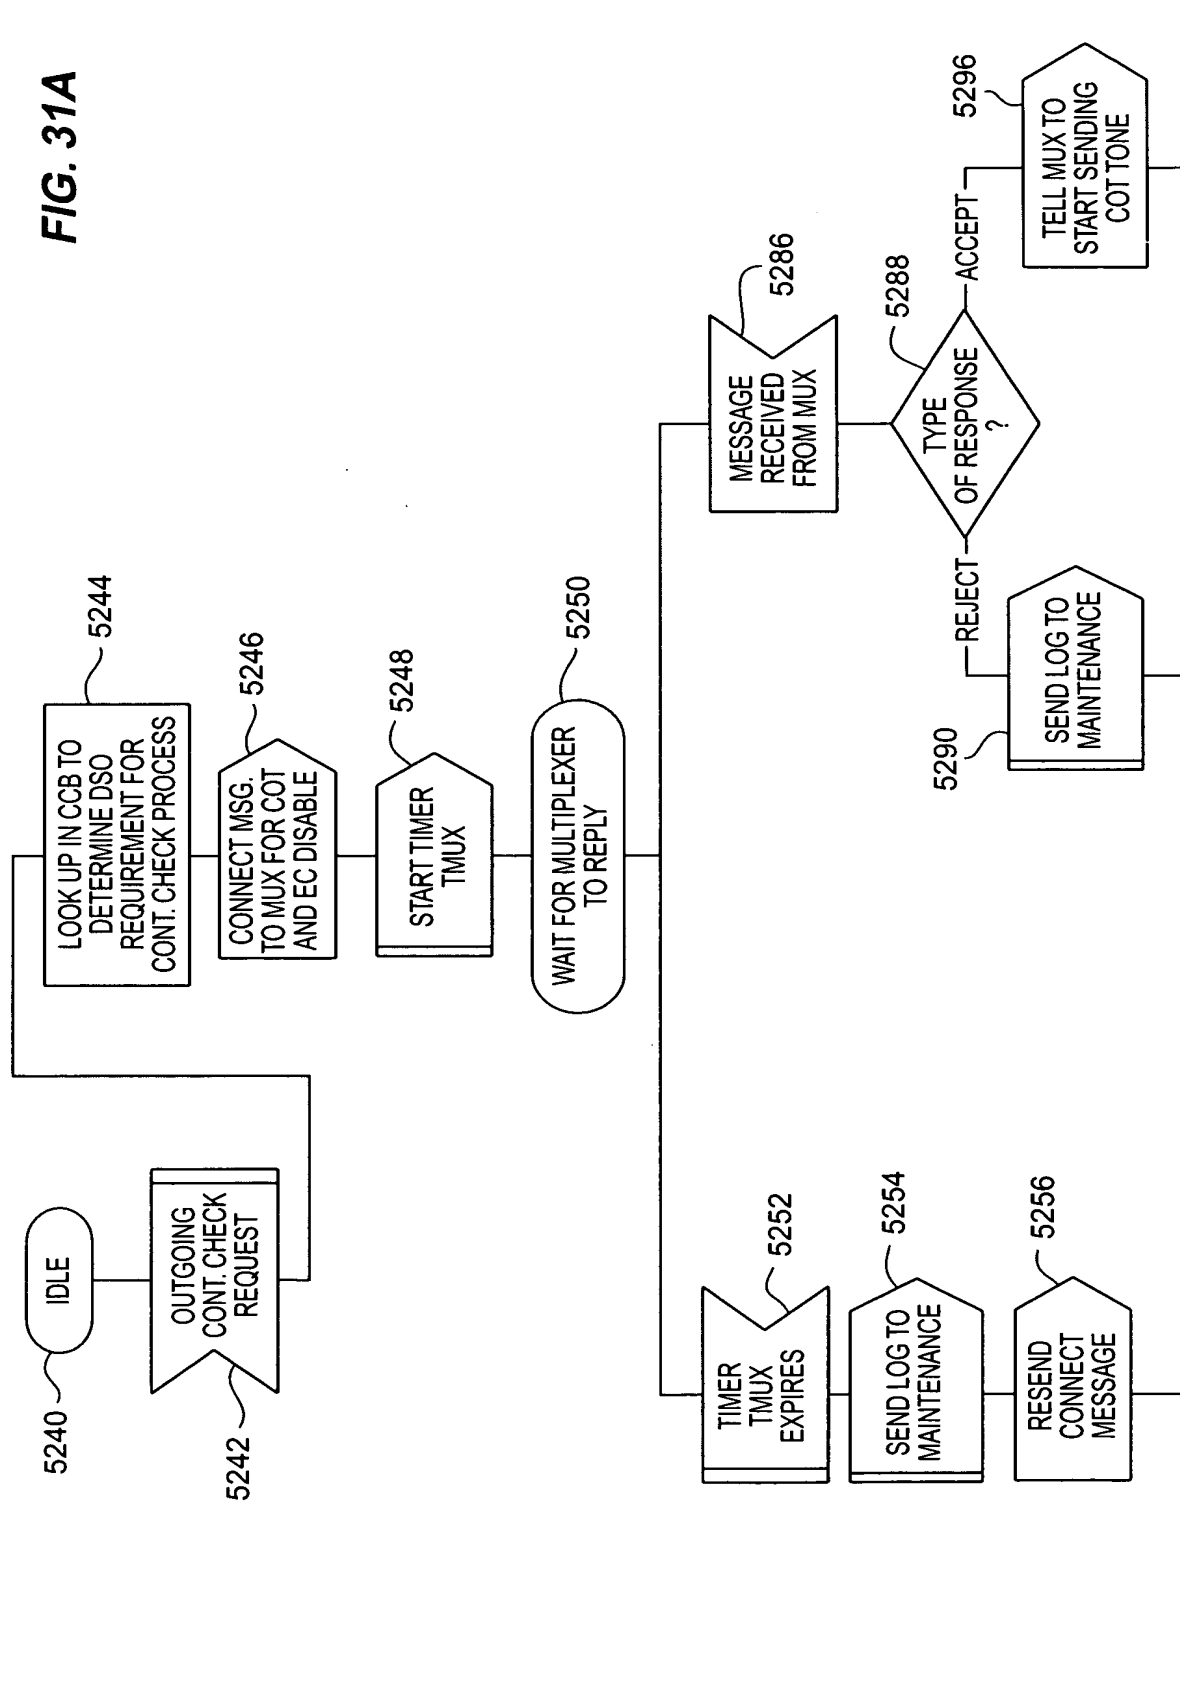 FIG. 31A
5240
IDLE
5242
OUTGOING
CONT. CHECK
REQUEST
5244
LOOK UP IN CCB TO
DETERMINE DSO
REQUIREMENT FOR
CONT. CHECK PROCESS
5246
CONNECT MSG.
TO MUX FOR COT
AND EC DISABLE
5248
START TIMER
TMUX
5250
WAIT FOR MULTIPLEXER
TO REPLY
5252
TIMER
TMUX
EXPIRES
5254
SEND LOG TO
MAINTENANCE
5256
RESEND
CONNECT
MESSAGE
5286
MESSAGE
RECEIVED
FROM MUX
5288
TYPE
OF RESPONSE
?
REJECT
ACCEPT
5290
SEND LOG TO
MAINTENANCE
5296
TELL MUX TO
START SENDING
COT TONE